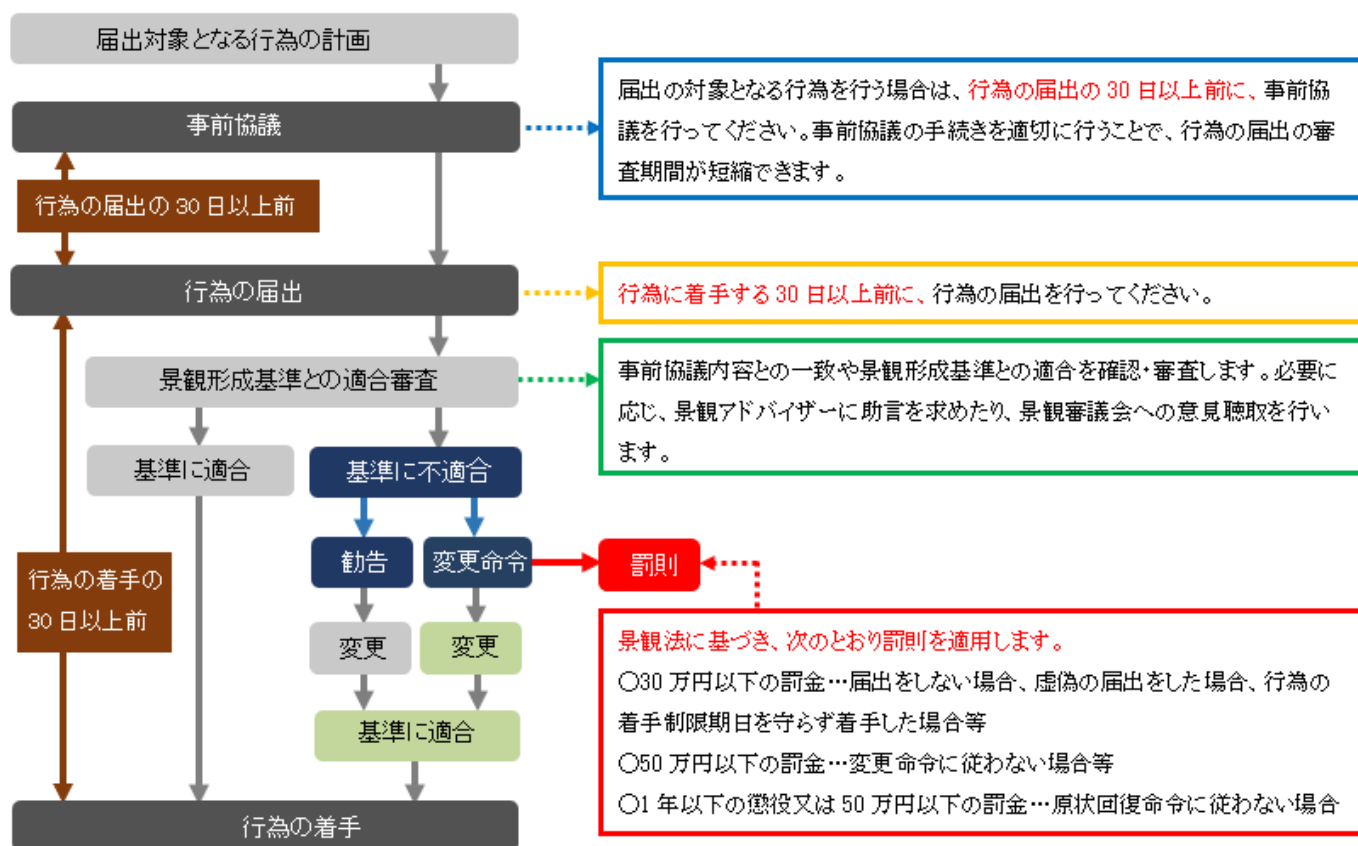 届出対象となる行為の計画
事前協議
届出の対象となる行為を行う場合は、行為の届出の30日以上前に、事前協
議を行ってください。事前協議の手続きを適切に行うことで、行為の届出の審
査期間が短縮できます。
行為の届出の30日以上前
行為の届出
行為に着手する30日以上前に、行為の届出を行ってください。
景観形成基準との適合審査
事前協議内容との一致や景観形成基準との適合を確認・審査します。必要に
応じ、景観アドバイザーに助言を求めたり、景観審議会への意見聴取を行い
ます。
基準に適合
基準に不適合
勧告
変更命令
罰則
行為の着手の
30日以上前
変更
変更
基準に適合
景観法に基づき、次のとおり罰則を適用します。
○30万円以下の罰金…届出をしない場合、虚偽の届出をした場合、行為の
着手制限期日を守らず着手した場合等
○50万円以下の罰金…変更命令に従わない場合等
○1年以下の懲役又は50万円以下の罰金…原状回復命令に従わない場合
行為の着手